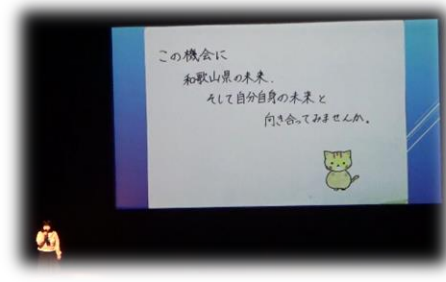 この機会に
和歌山県の未来、
そして自分自身の未来と
向き合ってみませんか。